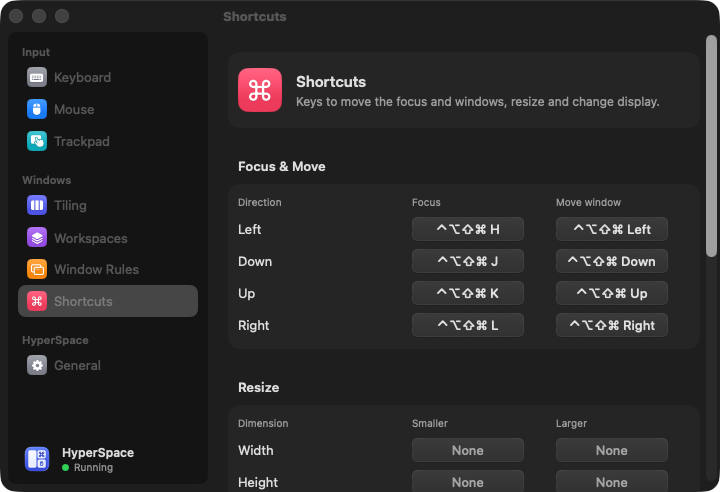 Shortcuts
Input
Keyboard
Mouse
Trackpad
Windows
Tiling
Workspaces
Window Rules
Shortcuts
HyperSpace
General
HyperSpace
Running
Shortcuts
Keys to move the focus and windows, resize and change display.
Focus & Move
Direction Focus Move window
Left ⌃⌥⇧⌘ H ⌃⌥⇧⌘ Left
Down ⌃⌥⇧⌘ J ⌃⌥⇧⌘ Down
Up ⌃⌥⇧⌘ K ⌃⌥⇧⌘ Up
Right ⌃⌥⇧⌘ L ⌃⌥⇧⌘ Right
Resize
Dimension Smaller Larger
Width None None
Height None None